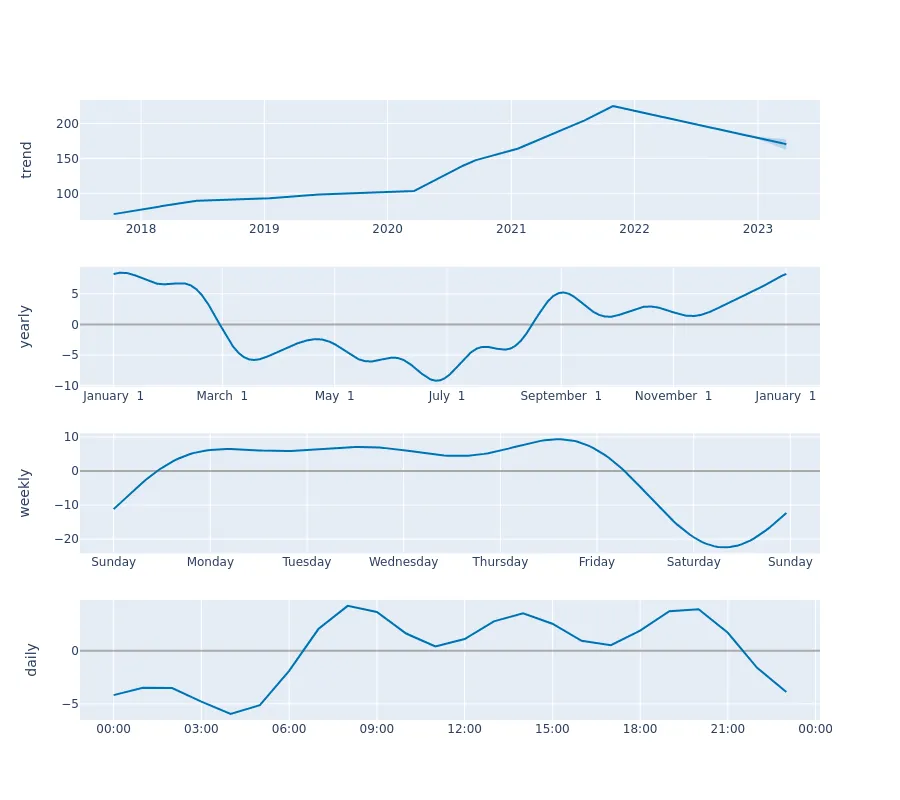 trend
200
150
100
2018 2019 2020 2021 2022 2023
yearly
5
0
−5
−10
January 1 March 1 May 1 July 1 September 1 November 1 January 1
weekly
10
0
−10
−20
Sunday Monday Tuesday Wednesday Thursday Friday Saturday Sunday
daily
0
−5
00:00 03:00 06:00 09:00 12:00 15:00 18:00 21:00 00:00